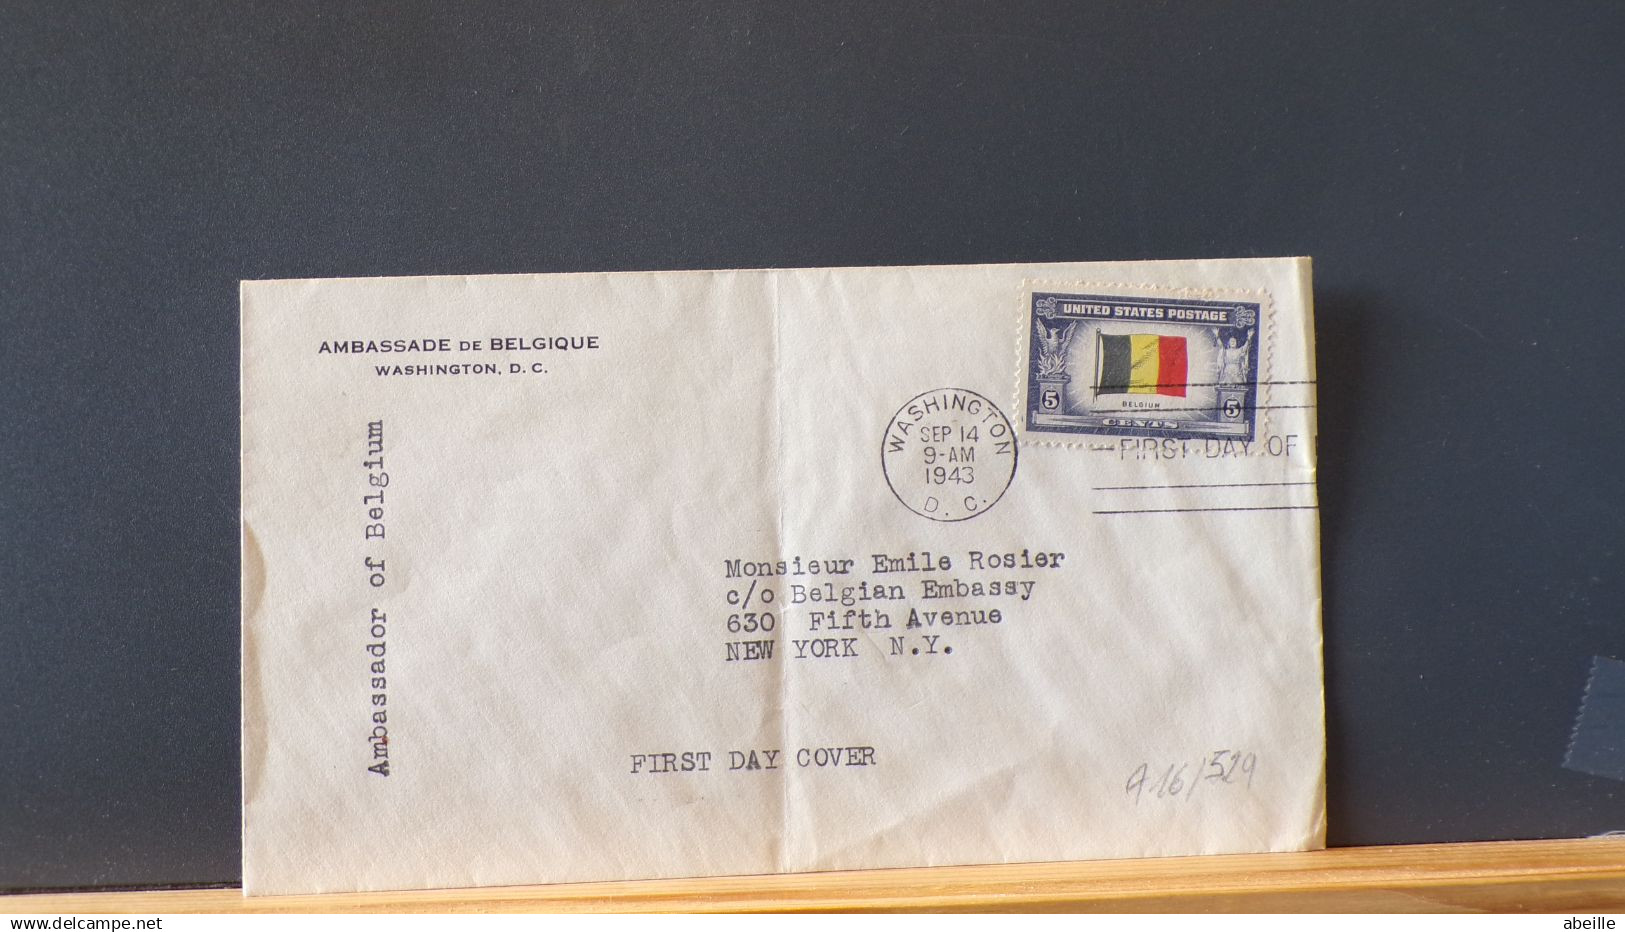 AMBASSADE DE BELGIQUE
WASHINGTON, D. C.
Ambassador of Belgium
UNITED STATES POSTAGE
BELGIUM
5 5
CENTS
WASHINGTON
SEP 14
9-AM
1943
D. C.
FIRST DAY OF
Monsieur Emile Rosier
c/o Belgian Embassy
630 Fifth Avenue
NEW YORK N.Y.
FIRST DAY COVER
A16/529
delcampe.net
abeille